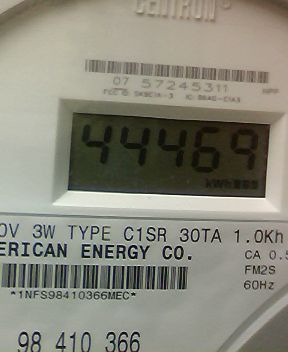 CENTRON®
07 57245311
44469
kWh
0V 3W TYPE C1SR 30TA 1.0Kh
ERICAN ENERGY CO.
CA 0.5
FM2S
*1NFS98410366MEC*
60Hz
98 410 366